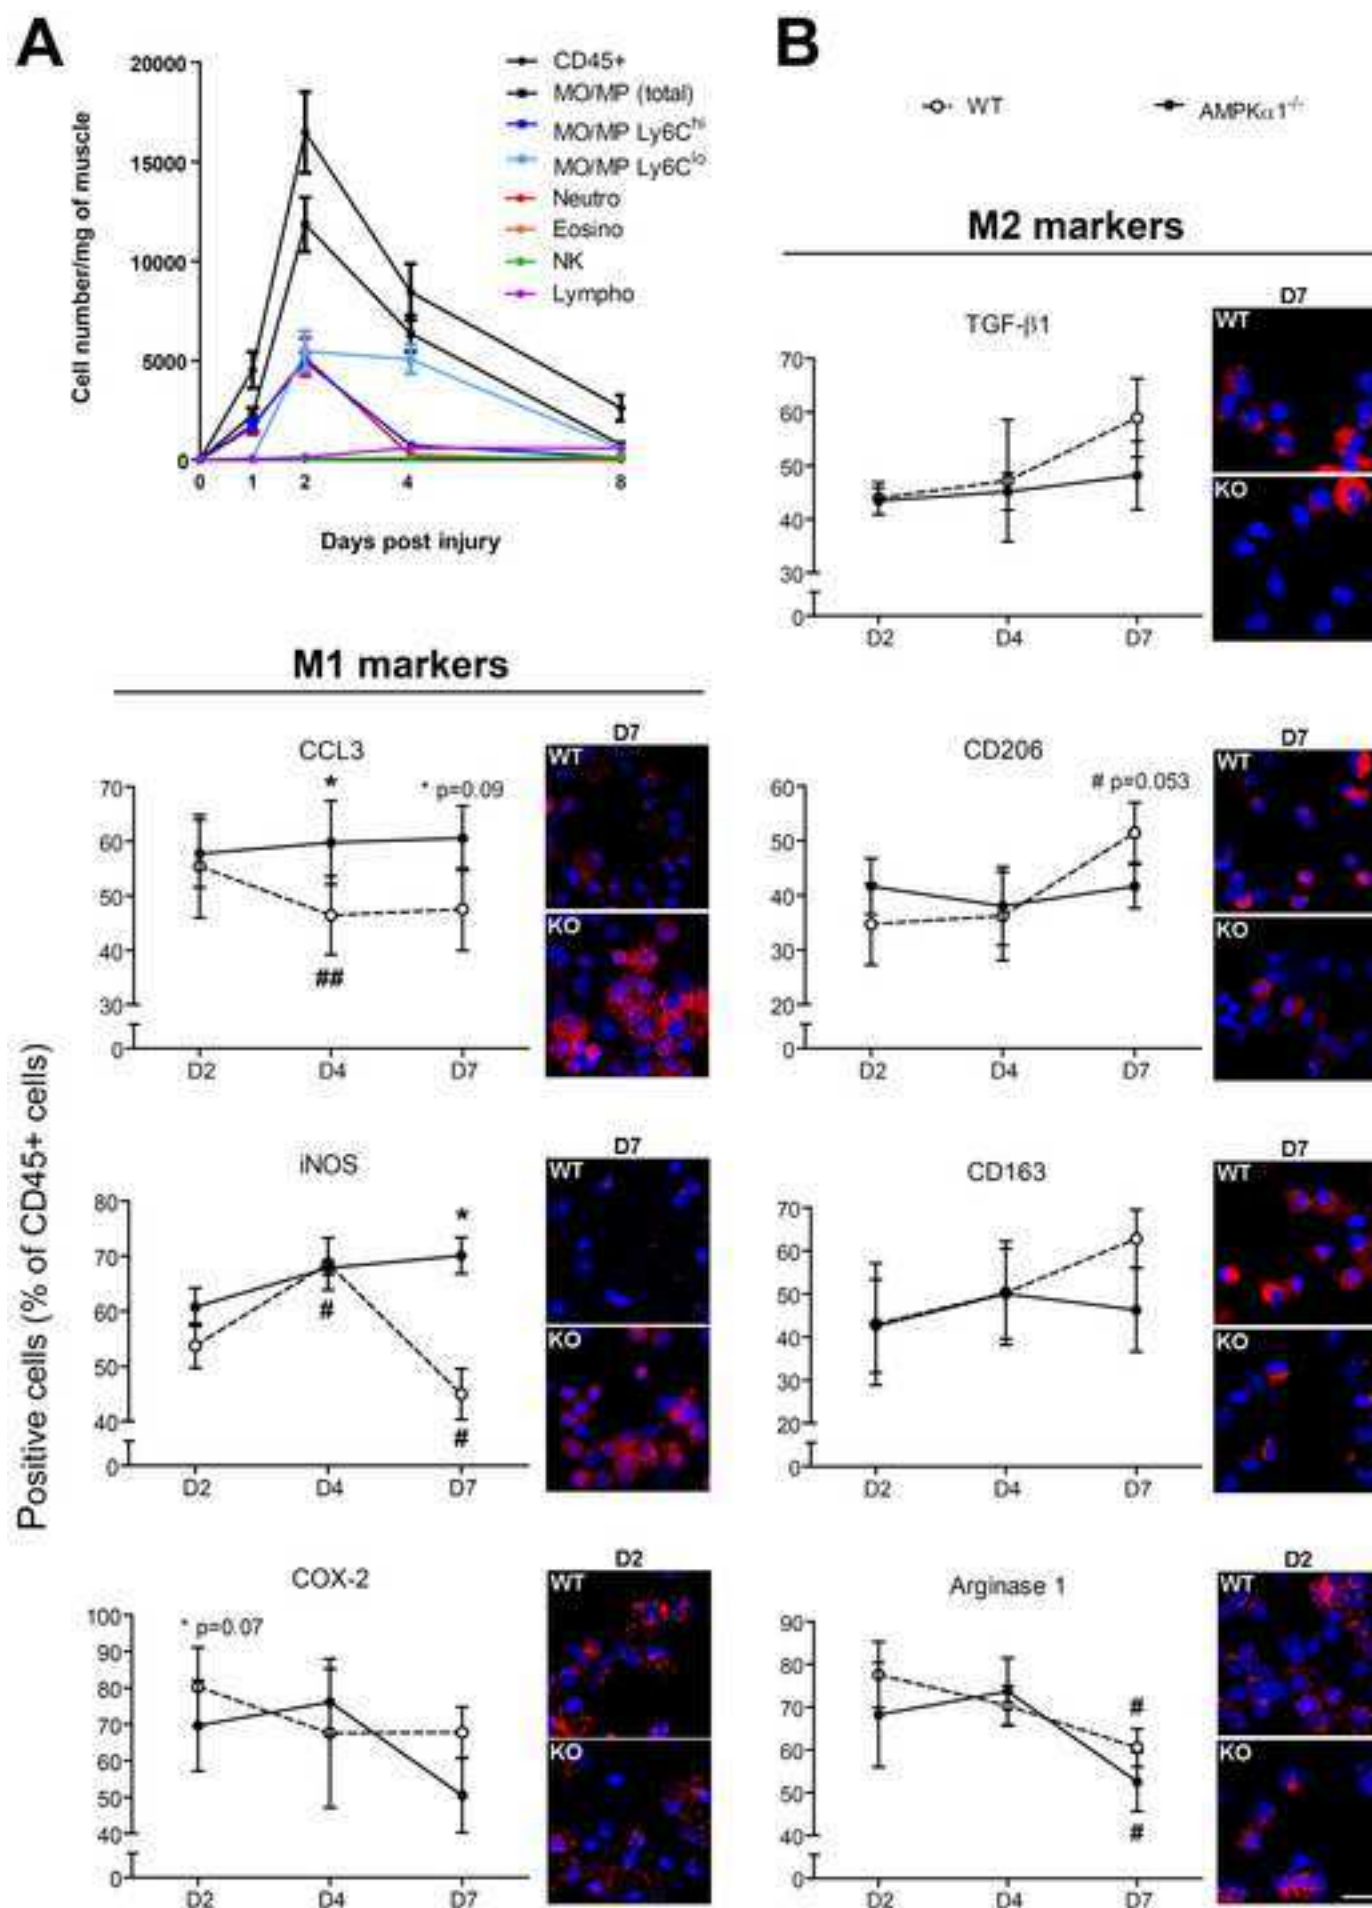 A
20000
15000
10000
5000
0
Cell number/mg of muscle
0 1 2 4 8
Days post injury
CD45+
MO/MP (total)
MO/MP Ly6C^hi
MO/MP Ly6C^lo
Neutro
Eosino
NK
Lympho
B
WT AMPKα1^-/-
M2 markers
TGF-β1
70
60
50
40
30
0
D2 D4 D7
D7
WT
KO
M1 markers
Positive cells (% of CD45+ cells)
CCL3
* * p=0.09
70
60
50
40
30
0
##
D2 D4 D7
D7
WT
KO
CD206
# p=0.053
60
50
40
30
20
0
D2 D4 D7
D7
WT
KO
iNOS
80
70
60
50
40
0
*
#
#
D2 D4 D7
D7
WT
KO
CD163
70
60
50
40
30
20
0
D2 D4 D7
D7
WT
KO
COX-2
* p=0.07
100
90
80
70
60
50
40
0
D2 D4 D7
D2
WT
KO
Arginase 1
90
80
70
60
50
40
0
#
#
D2 D4 D7
D2
WT
KO